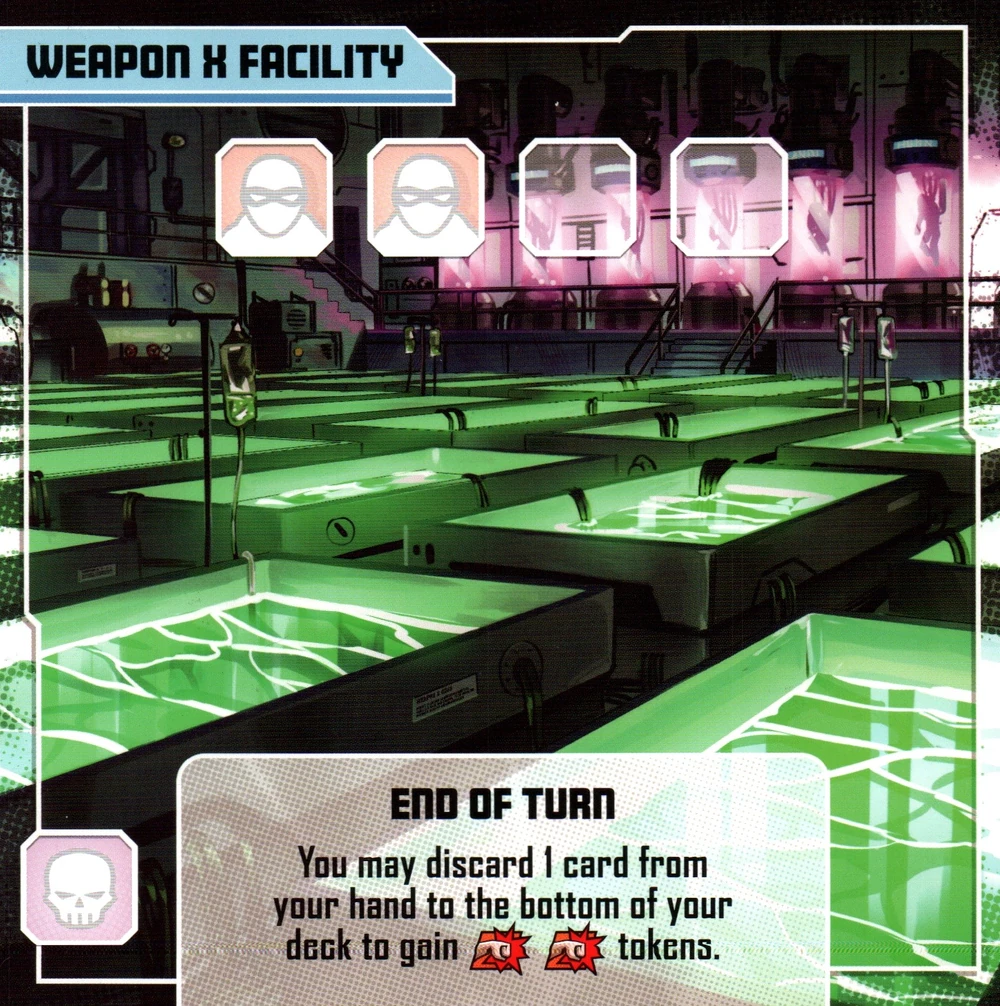 WEAPON X FACILITY
END OF TURN
You may discard 1 card from
your hand to the bottom of your
deck to gain tokens.